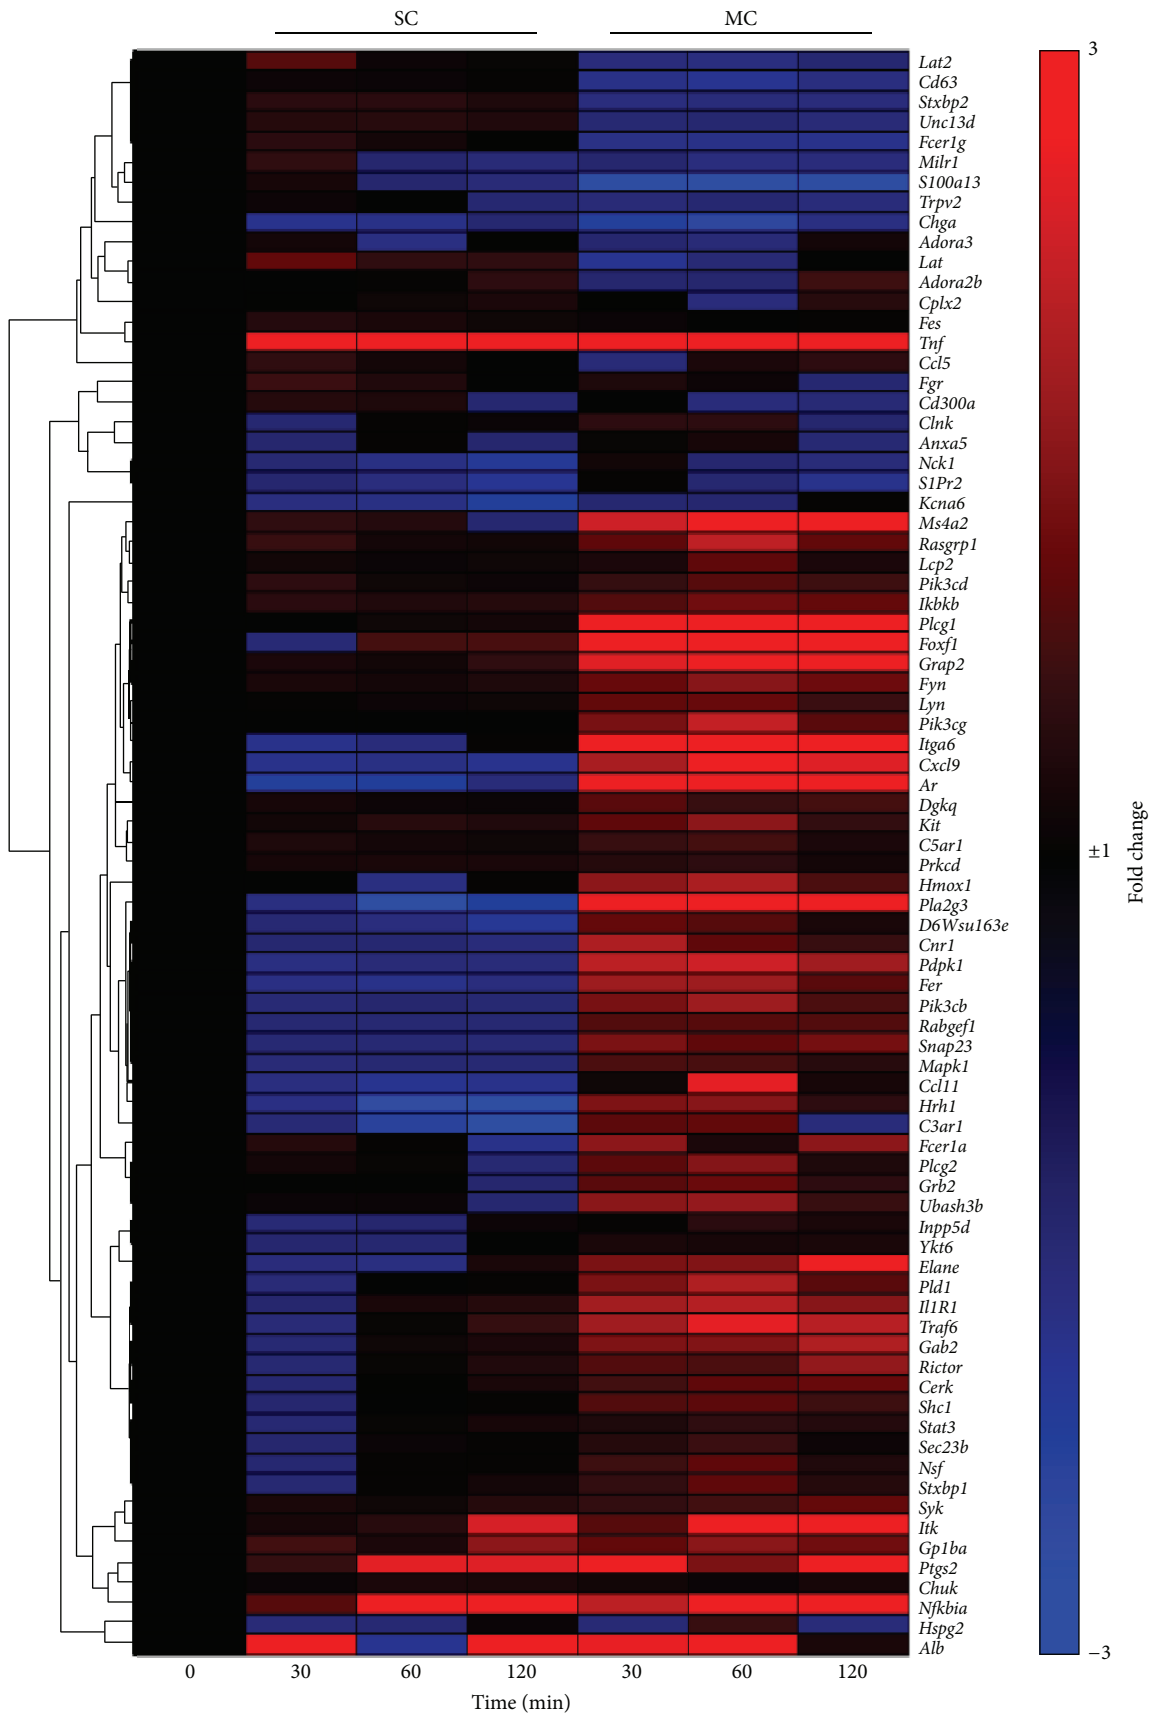 SC
MC
Lat2
Cd63
Stxbp2
Unc13d
Fcer1g
Milr1
S100a13
Trpv2
Chga
Adora3
Lat
Adora2b
Cplx2
Fes
Tnf
Ccl5
Fgr
Cd300a
Clnk
Anxa5
Nck1
S1Pr2
Kcna6
Ms4a2
Rasgrp1
Lcp2
Pik3cd
Ikbkb
Plcg1
Foxf1
Grap2
Fyn
Lyn
Pik3cg
Itga6
Cxcl9
Ar
Dgkq
Kit
C5ar1
Prkcd
Hmox1
Pla2g3
D6Wsu163e
Cnr1
Pdpk1
Fer
Pik3cb
Rabgef1
Snap23
Mapk1
Ccl11
Hrh1
C3ar1
Fcer1a
Plcg2
Grb2
Ubash3b
Inpp5d
Ykt6
Elane
Pld1
Il1R1
Traf6
Gab2
Rictor
Cerk
Shc1
Stat3
Sec23b
Nsf
Stxbp1
Syk
Itk
Gp1ba
Ptgs2
Chuk
Nfkbia
Hspg2
Alb
0 30 60 120 30 60 120
Time (min)
3
±1
−3
Fold change